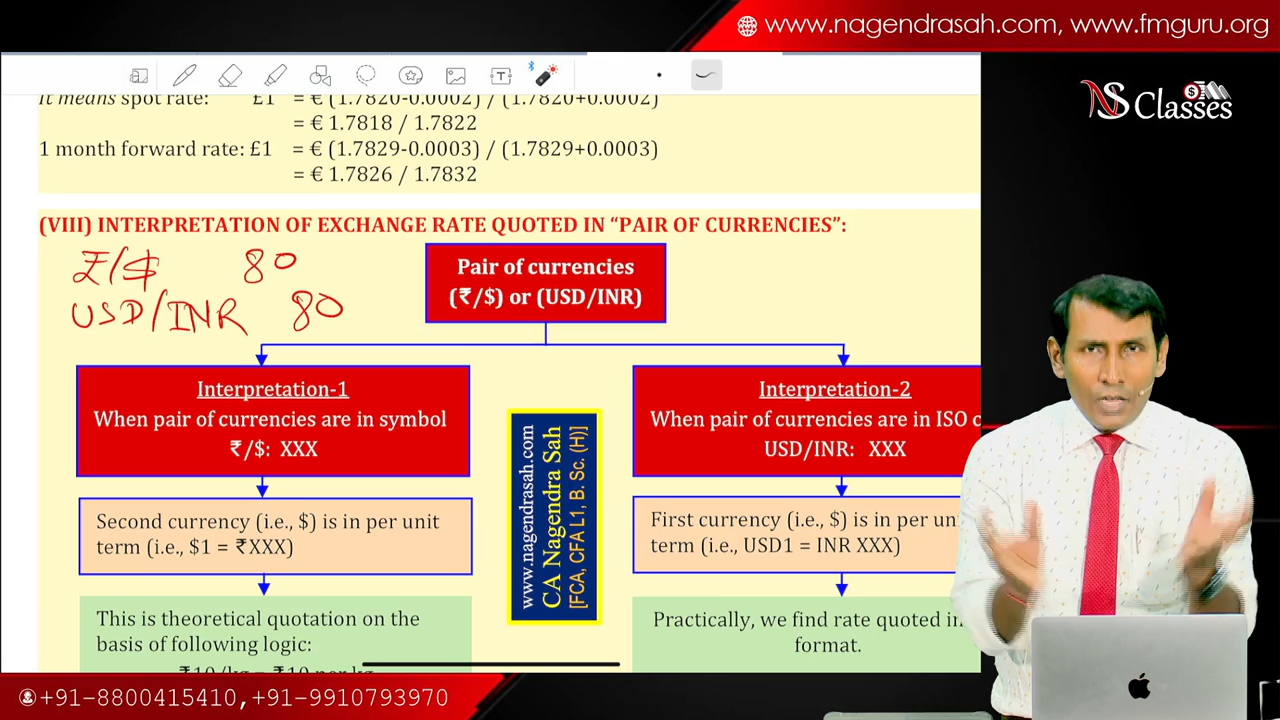 www.nagendrasah.com, www.fmguru.org
NS Classes
It means spot rate: £1 = € (1.7820-0.0002) / (1.7820+0.0002)
= € 1.7818 / 1.7822
1 month forward rate: £1 = € (1.7829-0.0003) / (1.7829+0.0003)
= € 1.7826 / 1.7832
(VIII) INTERPRETATION OF EXCHANGE RATE QUOTED IN “PAIR OF CURRENCIES”:
₹/$ 80
USD/INR 80
Pair of currencies
(₹/$) or (USD/INR)
Interpretation-1
When pair of currencies are in symbol
₹/$: XXX
Second currency (i.e., $) is in per unit
term (i.e., $1 = ₹XXX)
This is theoretical quotation on the
basis of following logic:
₹10/kg = ₹10 per kg
www.nagendrasah.com
CA Nagendra Sah
[FCA, CFA L1, B. Sc. (H)]
Interpretation-2
When pair of currencies are in ISO
USD/INR: XXX
First currency (i.e., $) is in per
term (i.e., USD1 = INR XXX)
Practically, we find rate quoted in
format.
+91-8800415410,+91-9910793970